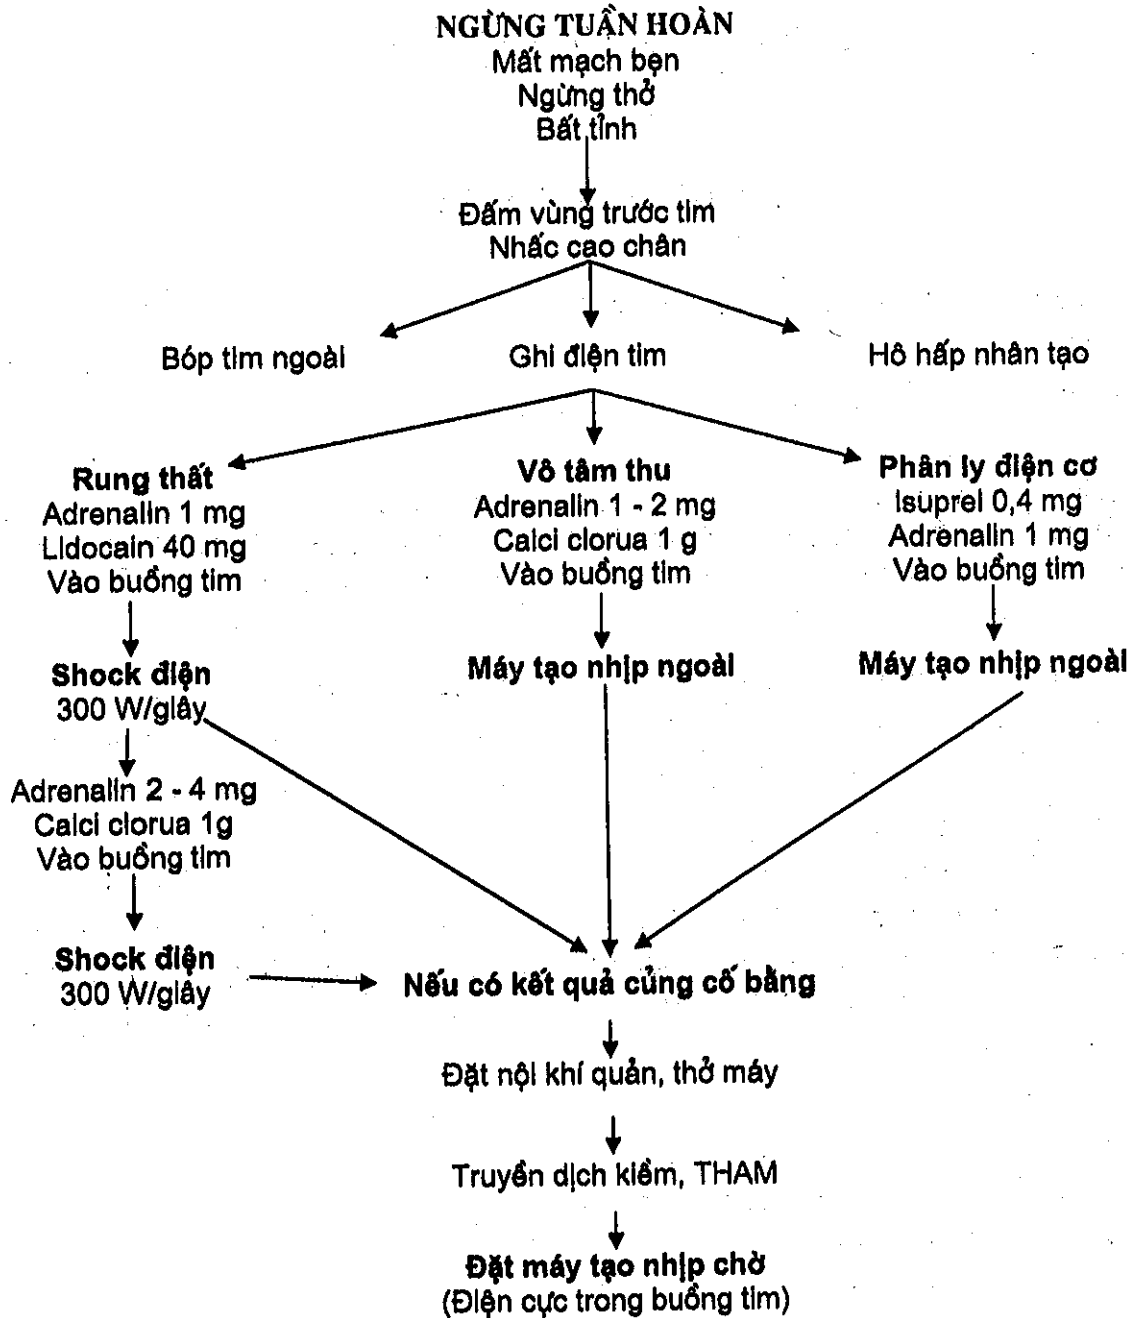 NGỪNG TUẦN HOÀN
Mất mạch bẹn
Ngừng thở
Bất tỉnh
Đấm vùng trước tim
Nhấc cao chân
Bóp tim ngoài
Ghi điện tim
Hô hấp nhân tạo
Rung thất
Adrenalin 1 mg
Lidocain 40 mg
Vào buồng tim
Vô tâm thu
Adrenalin 1 - 2 mg
Calci clorua 1 g
Vào buồng tim
Phân ly điện cơ
Isuprel 0,4 mg
Adrenalin 1 mg
Vào buồng tim
Shock điện
300 W/giây
Máy tạo nhịp ngoài
Máy tạo nhịp ngoài
Adrenalin 2 - 4 mg
Calci clorua 1g
Vào buồng tim
Shock điện
300 W/giây
Nếu có kết quả củng cố bằng
Đặt nội khí quản, thở máy
Truyền dịch kiềm, THAM
Đặt máy tạo nhịp chờ
(Điện cực trong buồng tim)